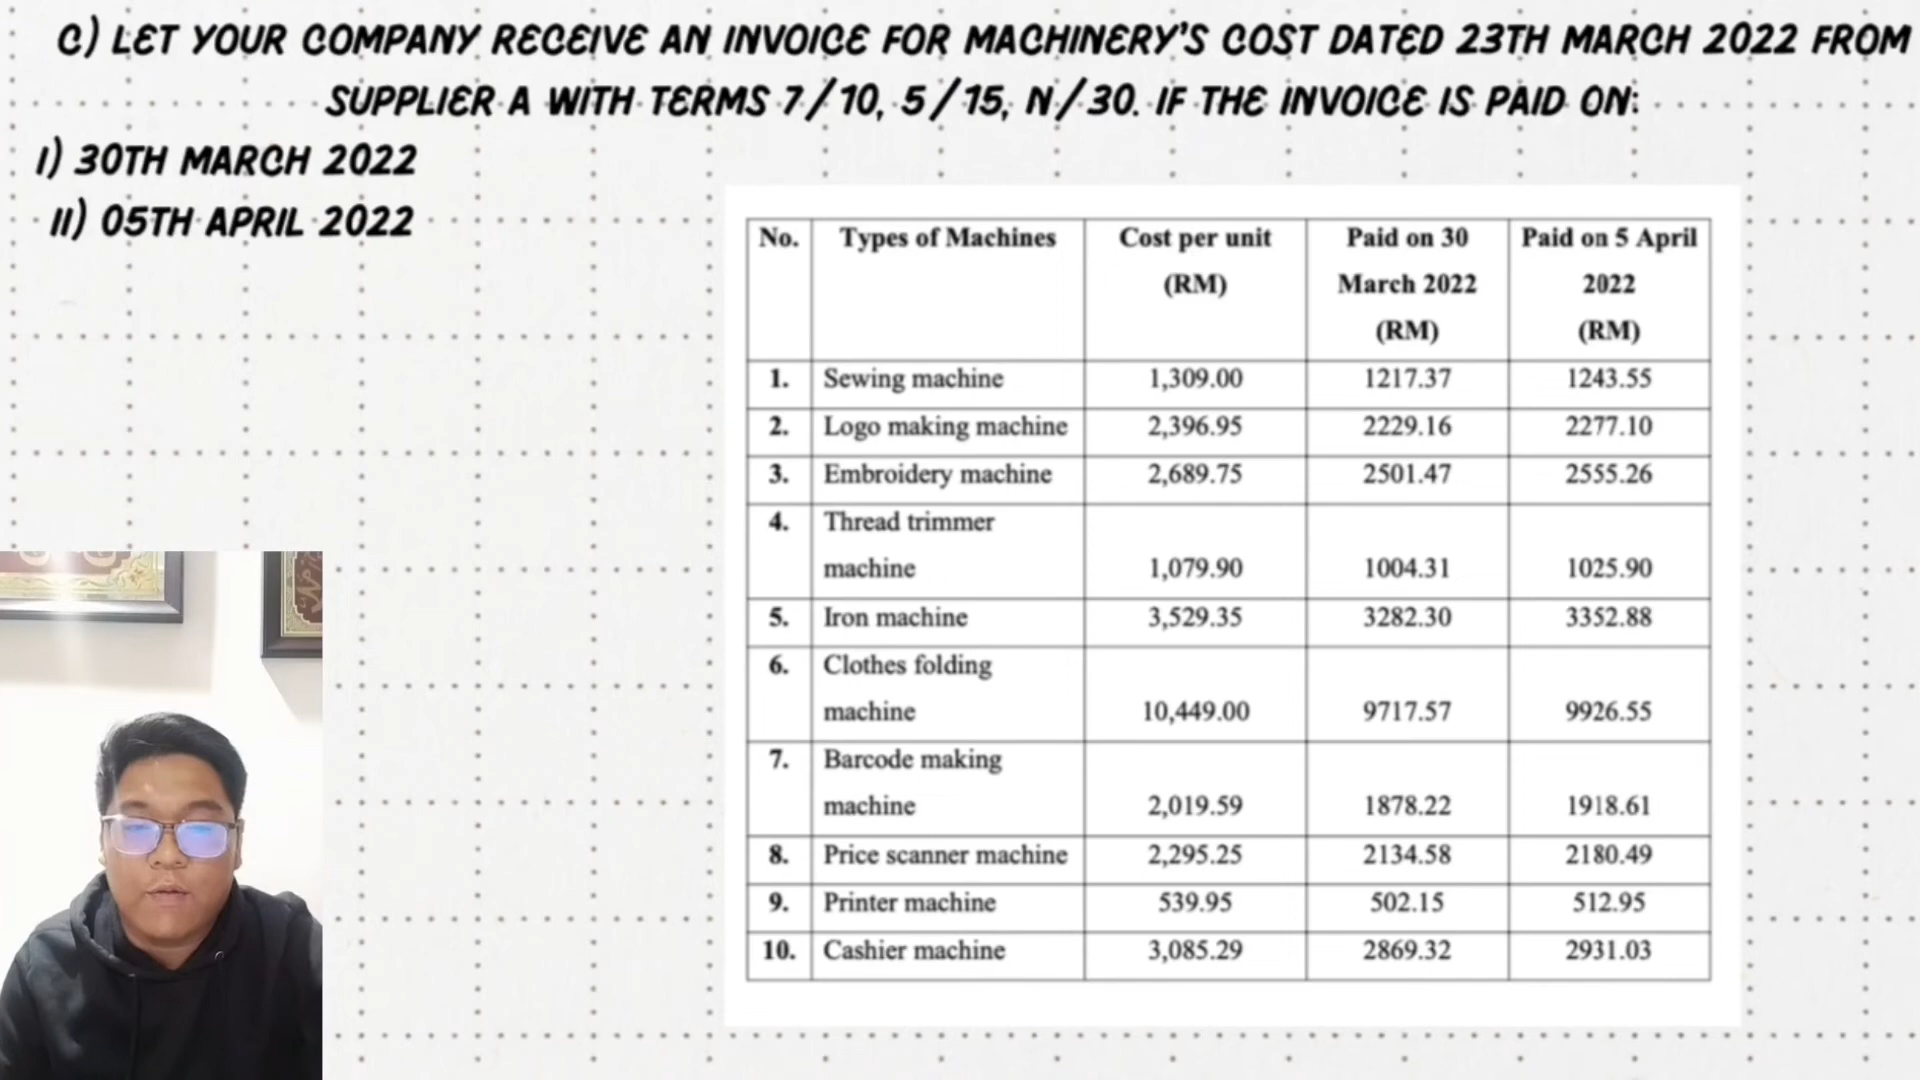 C) LET YOUR COMPANY RECEIVE AN INVOICE FOR MACHINERY'S COST DATED 23TH MARCH 2022 FROM
SUPPLIER A WITH TERMS 7/10, 5/15, N/30. IF THE INVOICE IS PAID ON:
I) 30TH MARCH 2022
II) 05TH APRIL 2022
No. Types of Machines Cost per unit (RM) Paid on 30 March 2022 (RM) Paid on 5 April 2022 (RM)
1. Sewing machine 1,309.00 1217.37 1243.55
2. Logo making machine 2,396.95 2229.16 2277.10
3. Embroidery machine 2,689.75 2501.47 2555.26
4. Thread trimmer machine 1,079.90 1004.31 1025.90
5. Iron machine 3,529.35 3282.30 3352.88
6. Clothes folding machine 10,449.00 9717.57 9926.55
7. Barcode making machine 2,019.59 1878.22 1918.61
8. Price scanner machine 2,295.25 2134.58 2180.49
9. Printer machine 539.95 502.15 512.95
10. Cashier machine 3,085.29 2869.32 2931.03